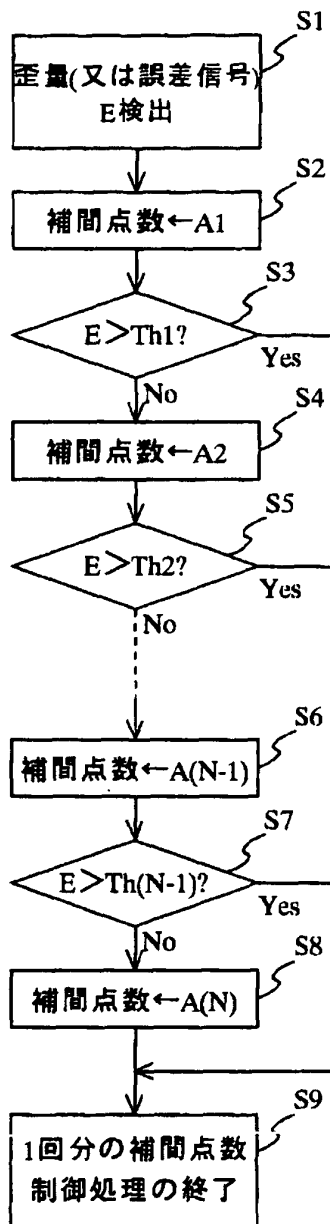 S1
歪量(又は誤差信号)
E検出
S2
補間点数←A1
S3
E＞Th1?
Yes
No
S4
補間点数←A2
S5
E＞Th2?
Yes
No
S6
補間点数←A(N-1)
S7
E＞Th(N-1)?
Yes
No
S8
補間点数←A(N)
S9
1回分の補間点数
制御処理の終了